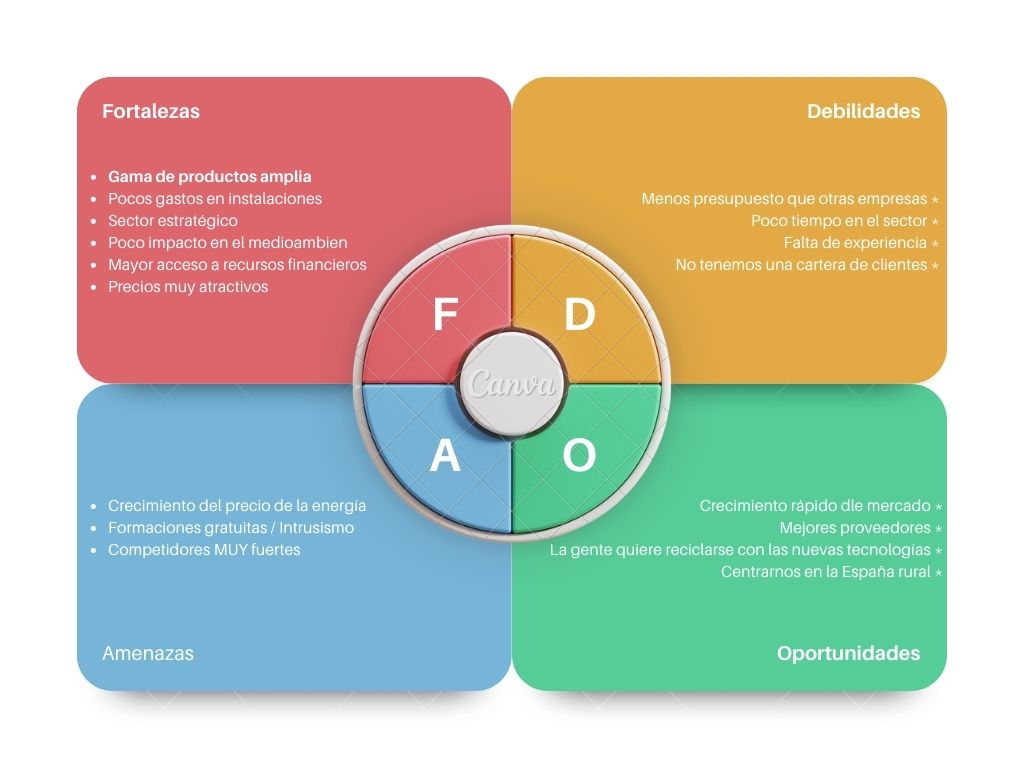 Fortalezas
Gama de productos amplia
Pocos gastos en instalaciones
Sector estratégico
Poco impacto en el medioambien
Mayor acceso a recursos financieros
Precios muy atractivos
Debilidades
Menos presupuesto que otras empresas *
Poco tiempo en el sector *
Falta de experiencia *
No tenemos una cartera de clientes *
F
D
Canva
A
O
Crecimiento del precio de la energía
Formaciones gratuitas / Intrusismo
Competidores MUY fuertes
Amenazas
Crecimiento rápido dle mercado *
Mejores proveedores *
La gente quiere reciclarse con las nuevas tecnologías *
Centrarnos en la España rural *
Oportunidades